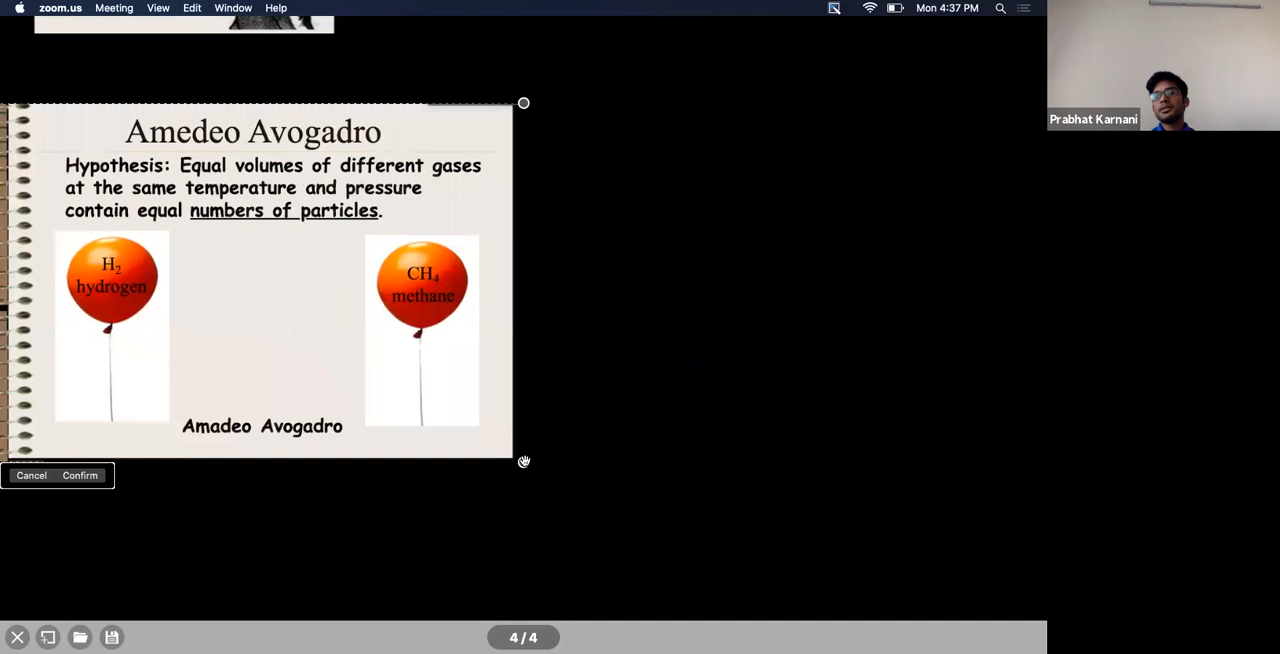 zoom.us Meeting View Edit Window Help Mon 4:37 PM
Prabhat Karnani
Amedeo Avogadro
Hypothesis: Equal volumes of different gases
at the same temperature and pressure
contain equal numbers of particles.
H₂
hydrogen
CH₄
methane
Amadeo Avogadro
Cancel Confirm
4 / 4